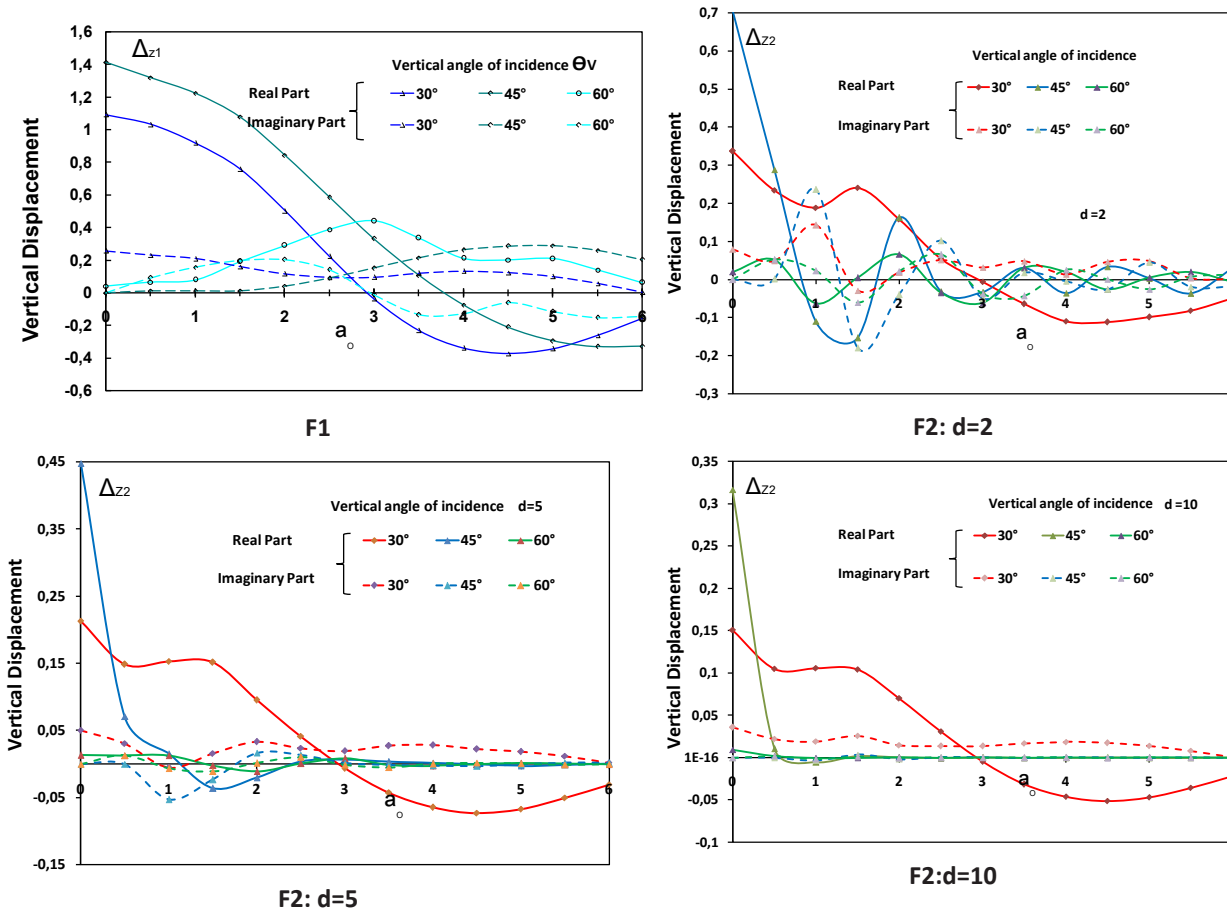 1,6
1,4
1,2
1
0,8
0,6
0,4
0,2
0
-0,2
-0,4
-0,6
Vertical Displacement
Δz1
Vertical angle of incidence ΘV
Real Part
30° 45° 60°
Imaginary Part
30° 45° 60°
0 1 2 3 4 5 6
a o
F1
0,7
0,6
0,5
0,4
0,3
0,2
0,1
0
-0,1
-0,2
-0,3
Vertical Displacement
ΔZ2
Vertical angle of incidence
Real Part
30° 45° 60°
Imaginary Part
30° 45° 60°
d=2
0 1 2 3 4 5
a o
F2: d=2
0,45
0,35
0,25
0,15
0,05
-0,05
-0,15
Vertical Displacement
ΔZ2
Vertical angle of incidence d=5
Real Part
30° 45° 60°
Imaginary Part
30° 45° 60°
0 1 2 3 4 5 6
a o
F2: d=5
0,35
0,3
0,25
0,2
0,15
0,1
0,05
1E-16
-0,05
-0,1
Vertical Displacement
ΔZ2
Vertical angle of incidence d=10
Real Part
30° 45° 60°
Imaginary Part
30° 45° 60°
0 1 2 3 4 5
a o
F2:d=10